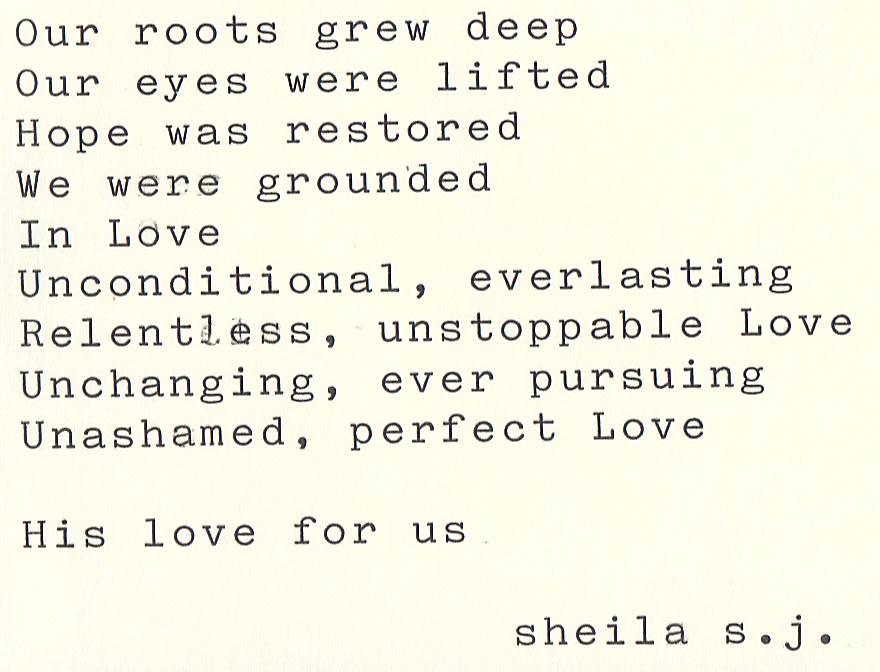 Our roots grew deep
Our eyes were lifted
Hope was restored
We were grounded
In Love
Unconditional, everlasting
Relentless, unstoppable Love
Unchanging, ever pursuing
Unashamed, perfect Love
His love for us
sheila s.j.